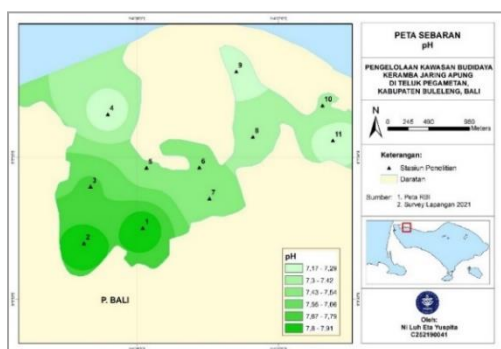 PETA SEBARAN
pH
PENGELOLAAN KAWASAN BUDIDAYA
KERAMBA JARING APUNG
DI TELUK PEGAMETAN,
KABUPATEN BULELENG, BALI
N
0 245 490 980
Meters
Keterangan:
Stasiun Penelitian
Daratan
Sumber: 1. Peta RBI
2. Survey Lapangan 2021
Oleh:
Ni Luh Eta Yuspita
C252190041
9
10
4
8
11
5
6
3
7
1
2
P. BALI
pH
7,17 - 7,29
7,3 - 7,42
7,43 - 7,54
7,55 - 7,66
7,67 - 7,79
7,8 - 7,91